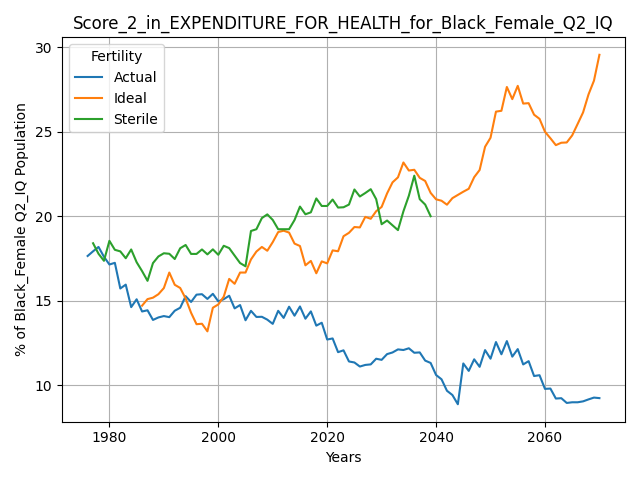 Score_2_in_EXPENDITURE_FOR_HEALTH_for_Black_Female_Q2_IQ
Fertility
Actual
Ideal
Sterile
% of Black_Female Q2_IQ Population
30
25
20
15
10
1980 2000 2020 2040 2060
Years